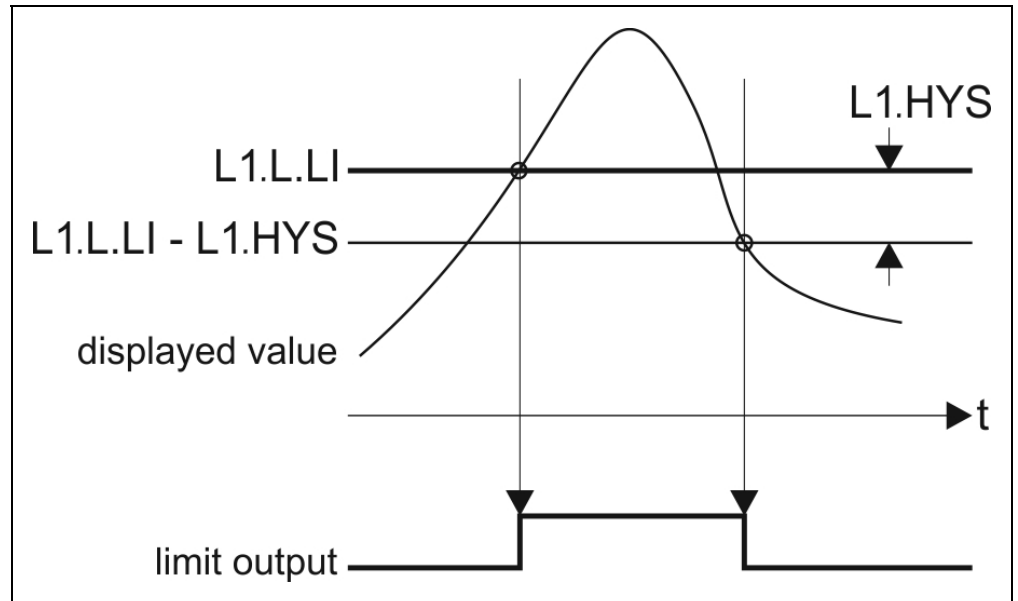 L1.HYS
L1.L.LI
L1.L.LI - L1.HYS
displayed value
t
limit output